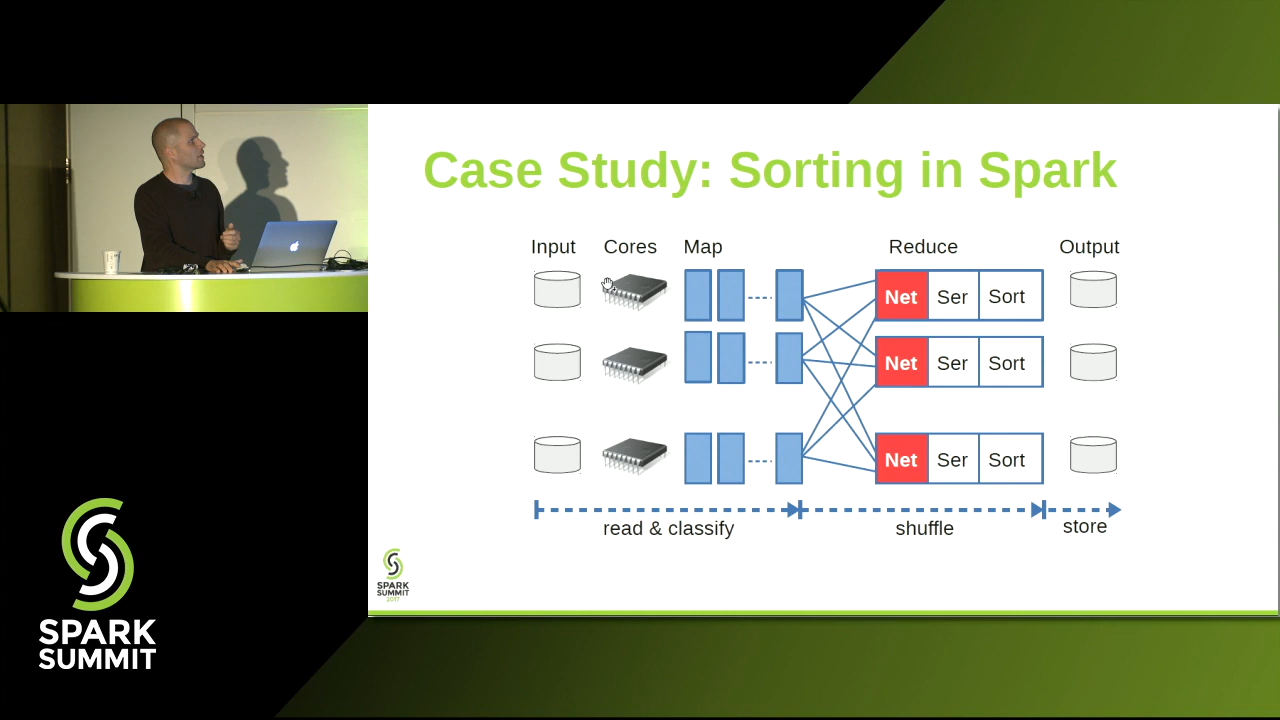 Case Study: Sorting in Spark
Input Cores Map Reduce Output
Net Ser Sort
Net Ser Sort
Net Ser Sort
read & classify shuffle store
SPARK
SUMMIT
2017
SPARK
SUMMIT